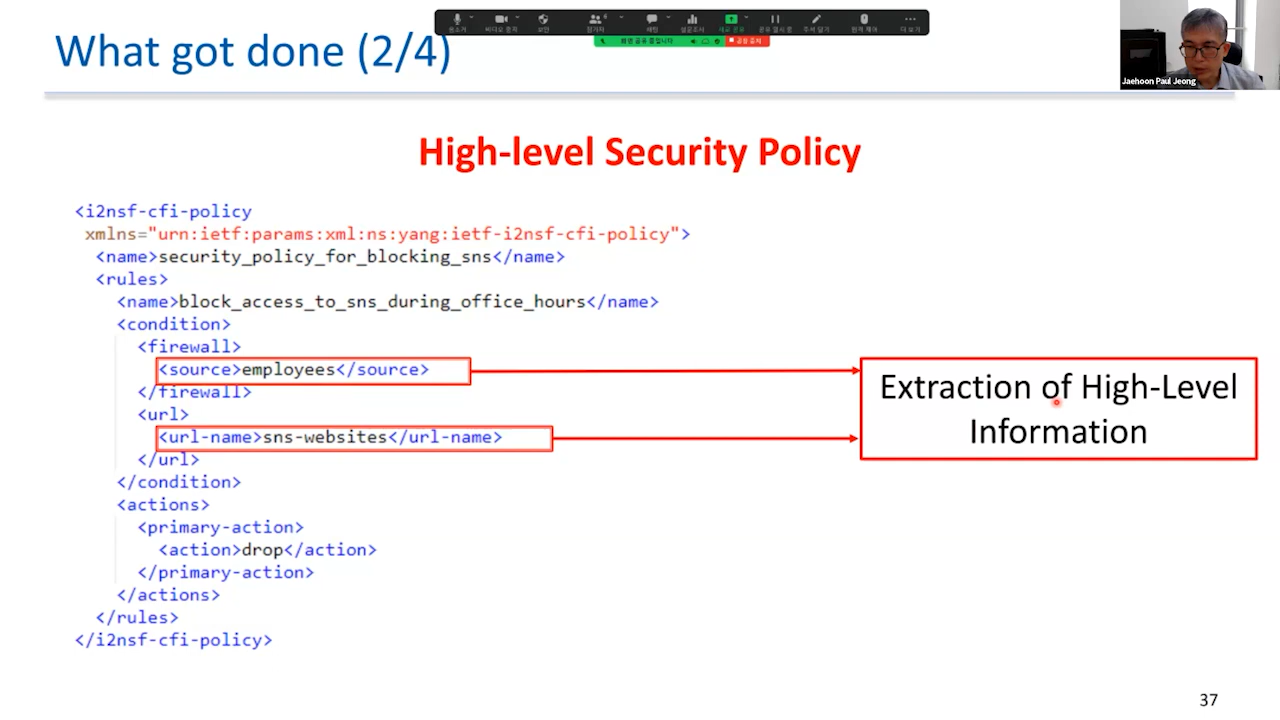 What got done (2/4)
Jaehoon Paul Jeong
High-level Security Policy
<i2nsf-cfi-policy
xmlns="urn:ietf:params:xml:ns:yang:ietf-i2nsf-cfi-policy">
<name>security_policy_for_blocking_sns</name>
<rules>
<name>block_access_to_sns_during_office_hours</name>
<condition>
<firewall>
<source>employees</source>
</firewall>
<url>
<url-name>sns-websites</url-name>
</url>
</condition>
<actions>
<primary-action>
<action>drop</action>
</primary-action>
</actions>
</rules>
</i2nsf-cfi-policy>
Extraction of High-Level
Information
37